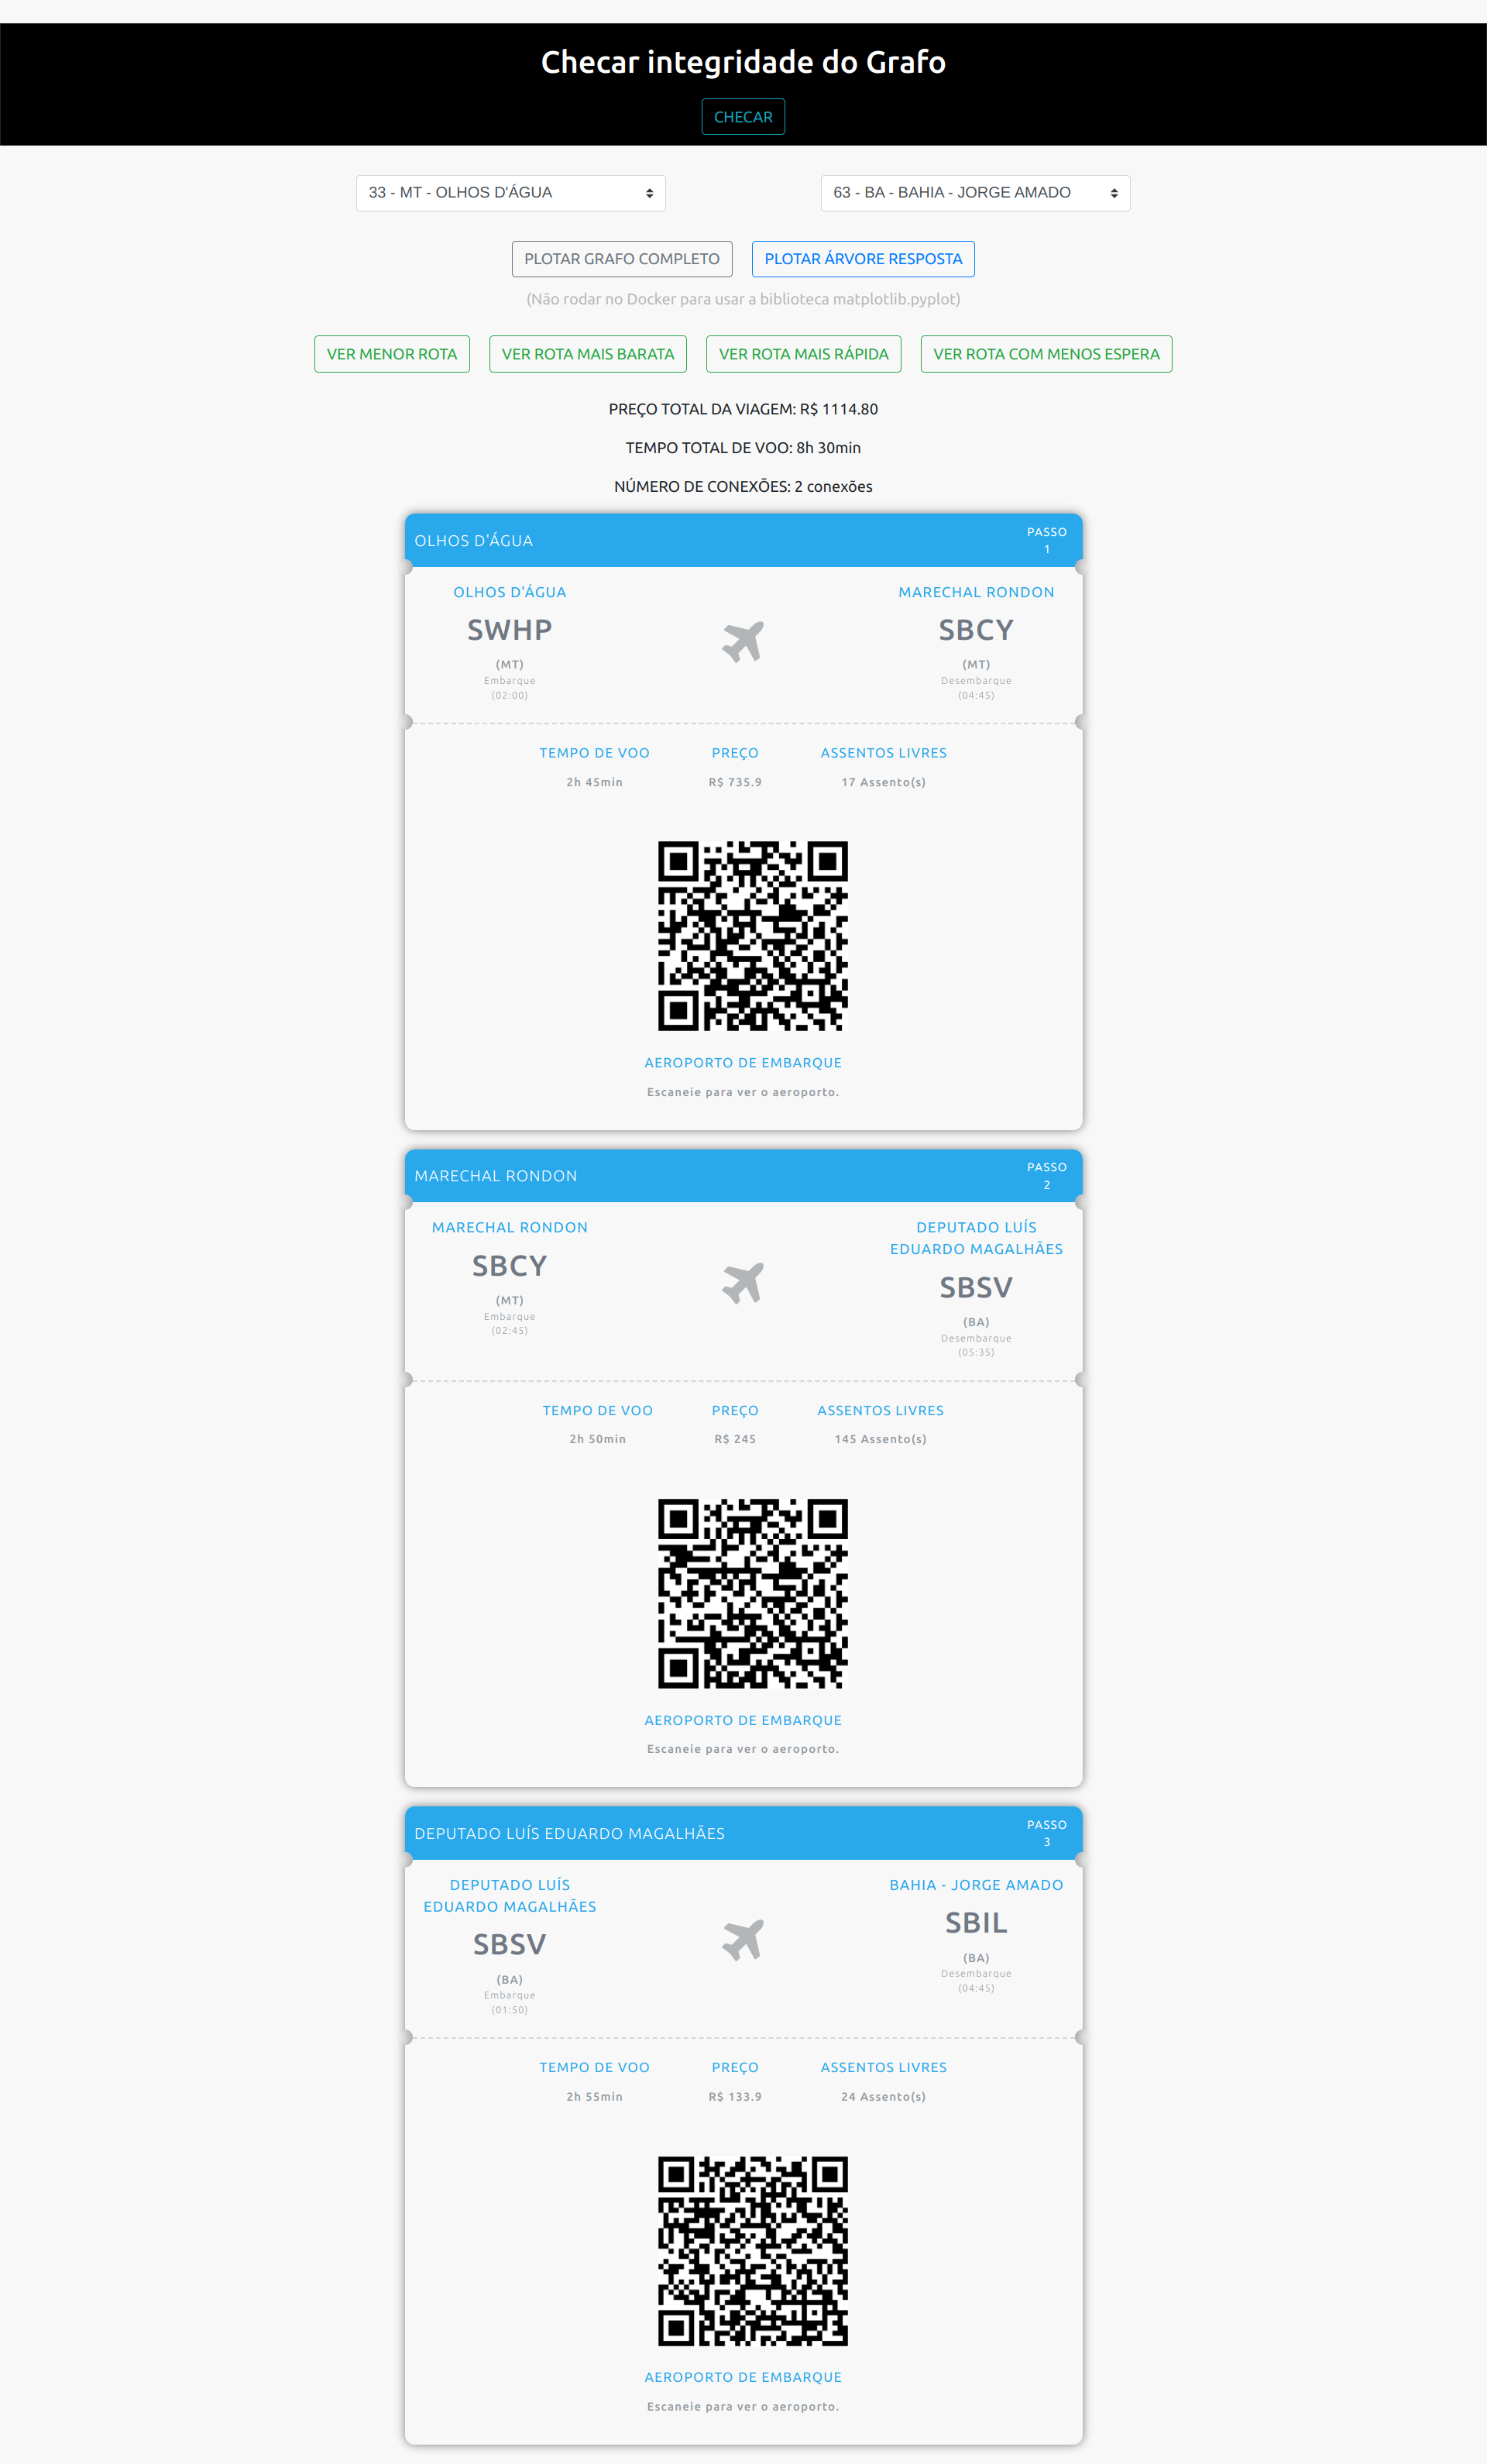 Checar integridade do Grafo
CHECAR
33 - MT - OLHOS D'ÁGUA
63 - BA - BAHIA - JORGE AMADO
PLOTAR GRAFO COMPLETO
PLOTAR ÁRVORE RESPOSTA
(Não rodar no Docker para usar a biblioteca matplotlib.pyplot)
VER MENOR ROTA
VER ROTA MAIS BARATA
VER ROTA MAIS RÁPIDA
VER ROTA COM MENOS ESPERA
PREÇO TOTAL DA VIAGEM: R$ 1114.80
TEMPO TOTAL DE VOO: 8h 30min
NÚMERO DE CONEXÕES: 2 conexões
OLHOS D'ÁGUA
PASSO
1
OLHOS D'ÁGUA
SWHP
(MT)
Embarque
(02:00)
MARECHAL RONDON
SBCY
(MT)
Desembarque
(04:45)
TEMPO DE VOO
2h 45min
PREÇO
R$ 735.9
ASSENTOS LIVRES
17 Assento(s)
AEROPORTO DE EMBARQUE
Escaneie para ver o aeroporto.
MARECHAL RONDON
PASSO
2
MARECHAL RONDON
SBCY
(MT)
Embarque
(02:45)
DEPUTADO LUÍS
EDUARDO MAGALHÃES
SBSV
(BA)
Desembarque
(05:35)
TEMPO DE VOO
2h 50min
PREÇO
R$ 245
ASSENTOS LIVRES
145 Assento(s)
AEROPORTO DE EMBARQUE
Escaneie para ver o aeroporto.
DEPUTADO LUÍS EDUARDO MAGALHÃES
PASSO
3
DEPUTADO LUÍS
EDUARDO MAGALHÃES
SBSV
(BA)
Embarque
(01:50)
BAHIA - JORGE AMADO
SBIL
(BA)
Desembarque
(04:45)
TEMPO DE VOO
2h 55min
PREÇO
R$ 133.9
ASSENTOS LIVRES
24 Assento(s)
AEROPORTO DE EMBARQUE
Escaneie para ver o aeroporto.